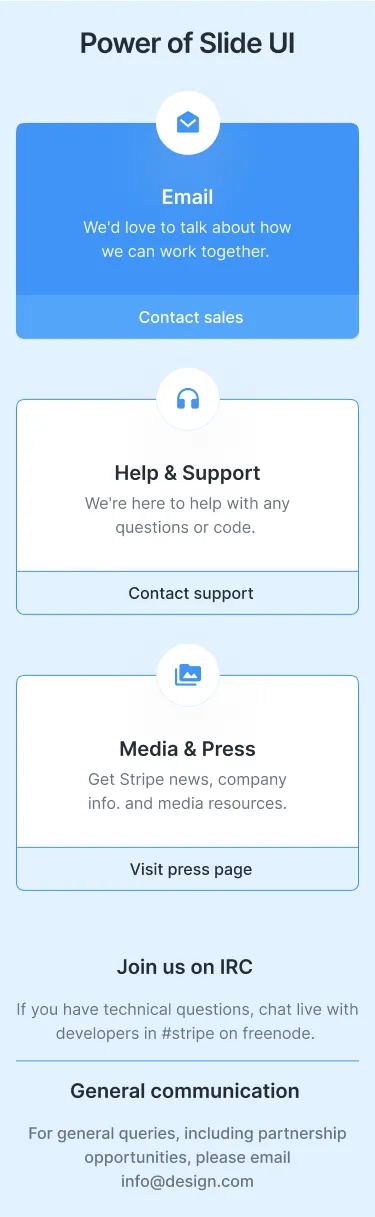 Power of Slide UI
Email
We'd love to talk about how
we can work together.
Contact sales
Help & Support
We're here to help with any
questions or code.
Contact support
Media & Press
Get Stripe news, company
info. and media resources.
Visit press page
Join us on IRC
If you have technical questions, chat live with
developers in #stripe on freenode.
General communication
For general queries, including partnership
opportunities, please email
info@design.com